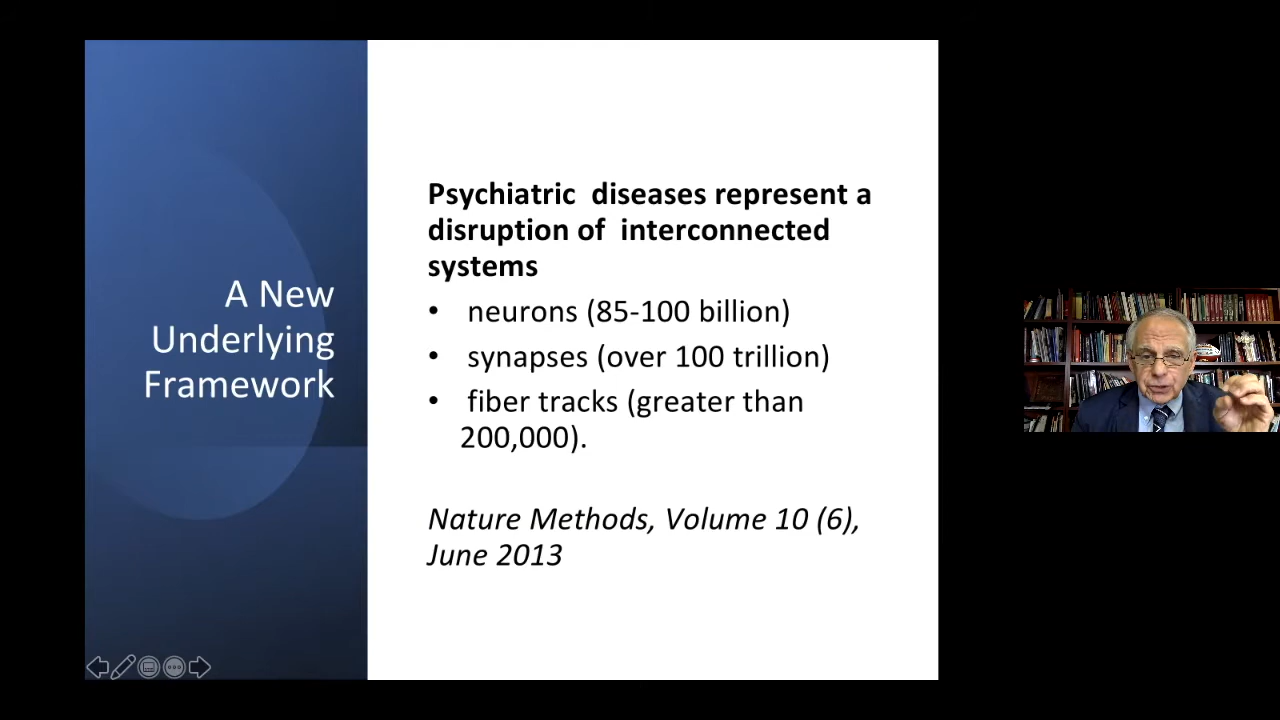 A New
Underlying
Framework
Psychiatric  diseases represent a
disruption of  interconnected
systems
• neurons (85-100 billion)
• synapses (over 100 trillion)
• fiber tracks (greater than
200,000).
Nature Methods, Volume 10 (6),
June 2013